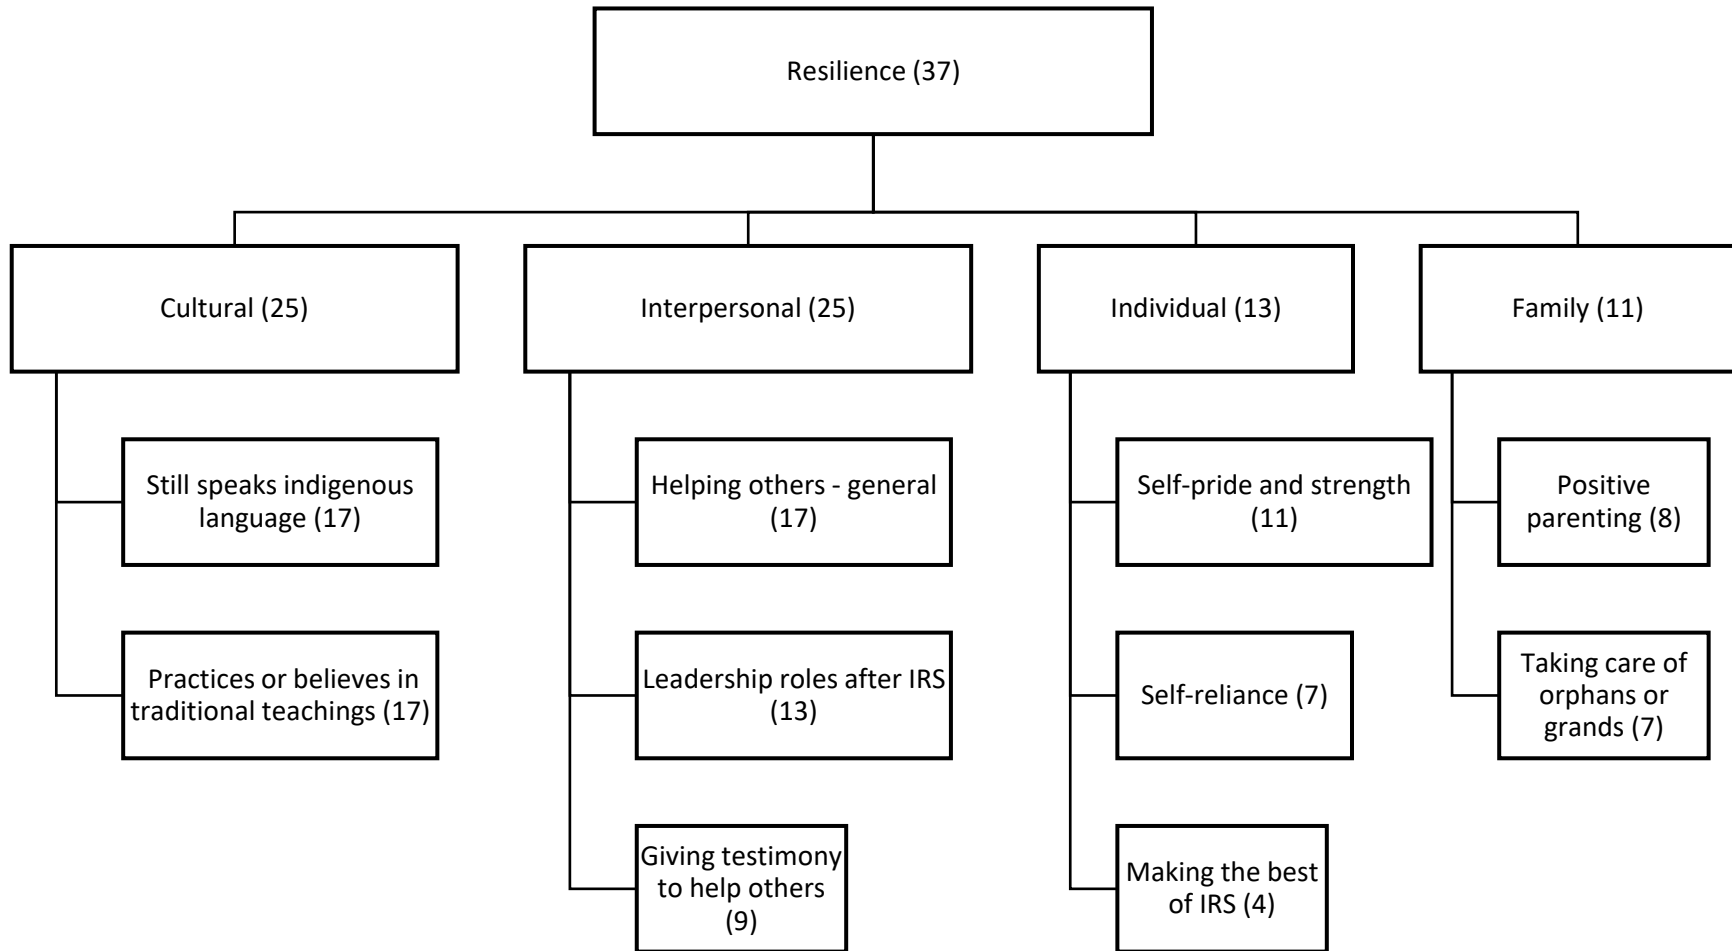 Resilience (37)
Cultural (25)
Interpersonal (25)
Individual (13)
Family (11)
Still speaks indigenous
language (17)
Helping others - general
(17)
Self-pride and strength
(11)
Positive
parenting (8)
Practices or believes in
traditional teachings (17)
Leadership roles after IRS
(13)
Self-reliance (7)
Taking care of
orphans or
grands (7)
Giving testimony
to help others
(9)
Making the best
of IRS (4)